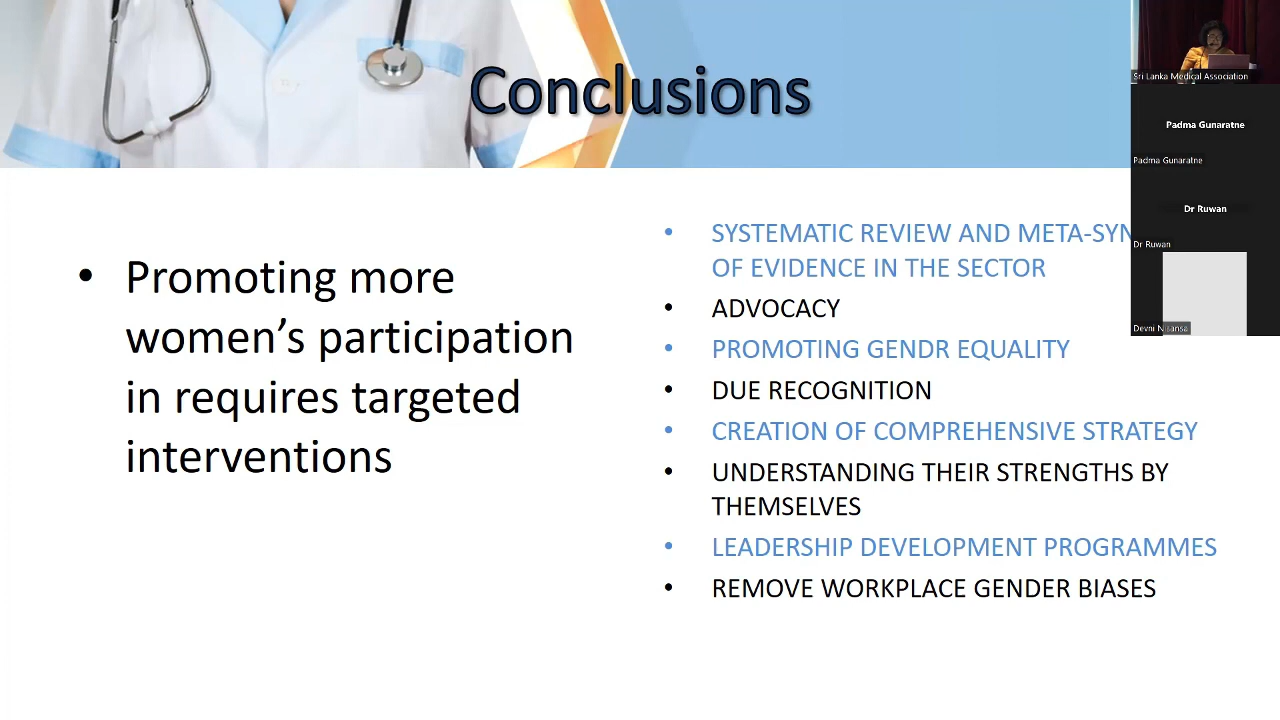 Conclusions
• Promoting more
women’s participation
in requires targeted
interventions
• SYSTEMATIC REVIEW AND META-SYN
OF EVIDENCE IN THE SECTOR
• ADVOCACY
• PROMOTING GENDR EQUALITY
• DUE RECOGNITION
• CREATION OF COMPREHENSIVE STRATEGY
• UNDERSTANDING THEIR STRENGTHS BY
THEMSELVES
• LEADERSHIP DEVELOPMENT PROGRAMMES
• REMOVE WORKPLACE GENDER BIASES
Sri Lanka Medical Association
Padma Gunaratne
Padma Gunaratne
Dr Ruwan
Dr Ruwan
Devni Nisansa